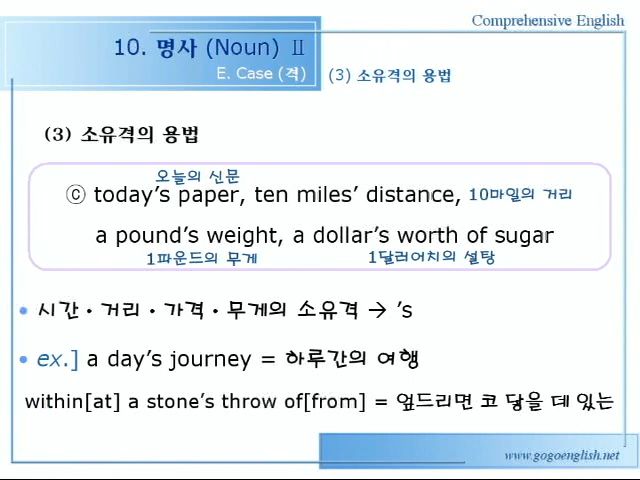 Comprehensive English
10. 명사 (Noun) Ⅱ
E. Case (격)
(3) 소유격의 용법
(3) 소유격의 용법
오늘의 신문
ⓒ today's paper, ten miles' distance, 10마일의 거리
a pound's weight, a dollar's worth of sugar
1파운드의 무게 1달러어치의 설탕
• 시간・거리・가격・무게의 소유격 → 's
• ex.] a day's journey = 하루간의 여행
within[at] a stone's throw of[from] = 엎드리면 코 닿을 데 있는
www.gogoenglish.net